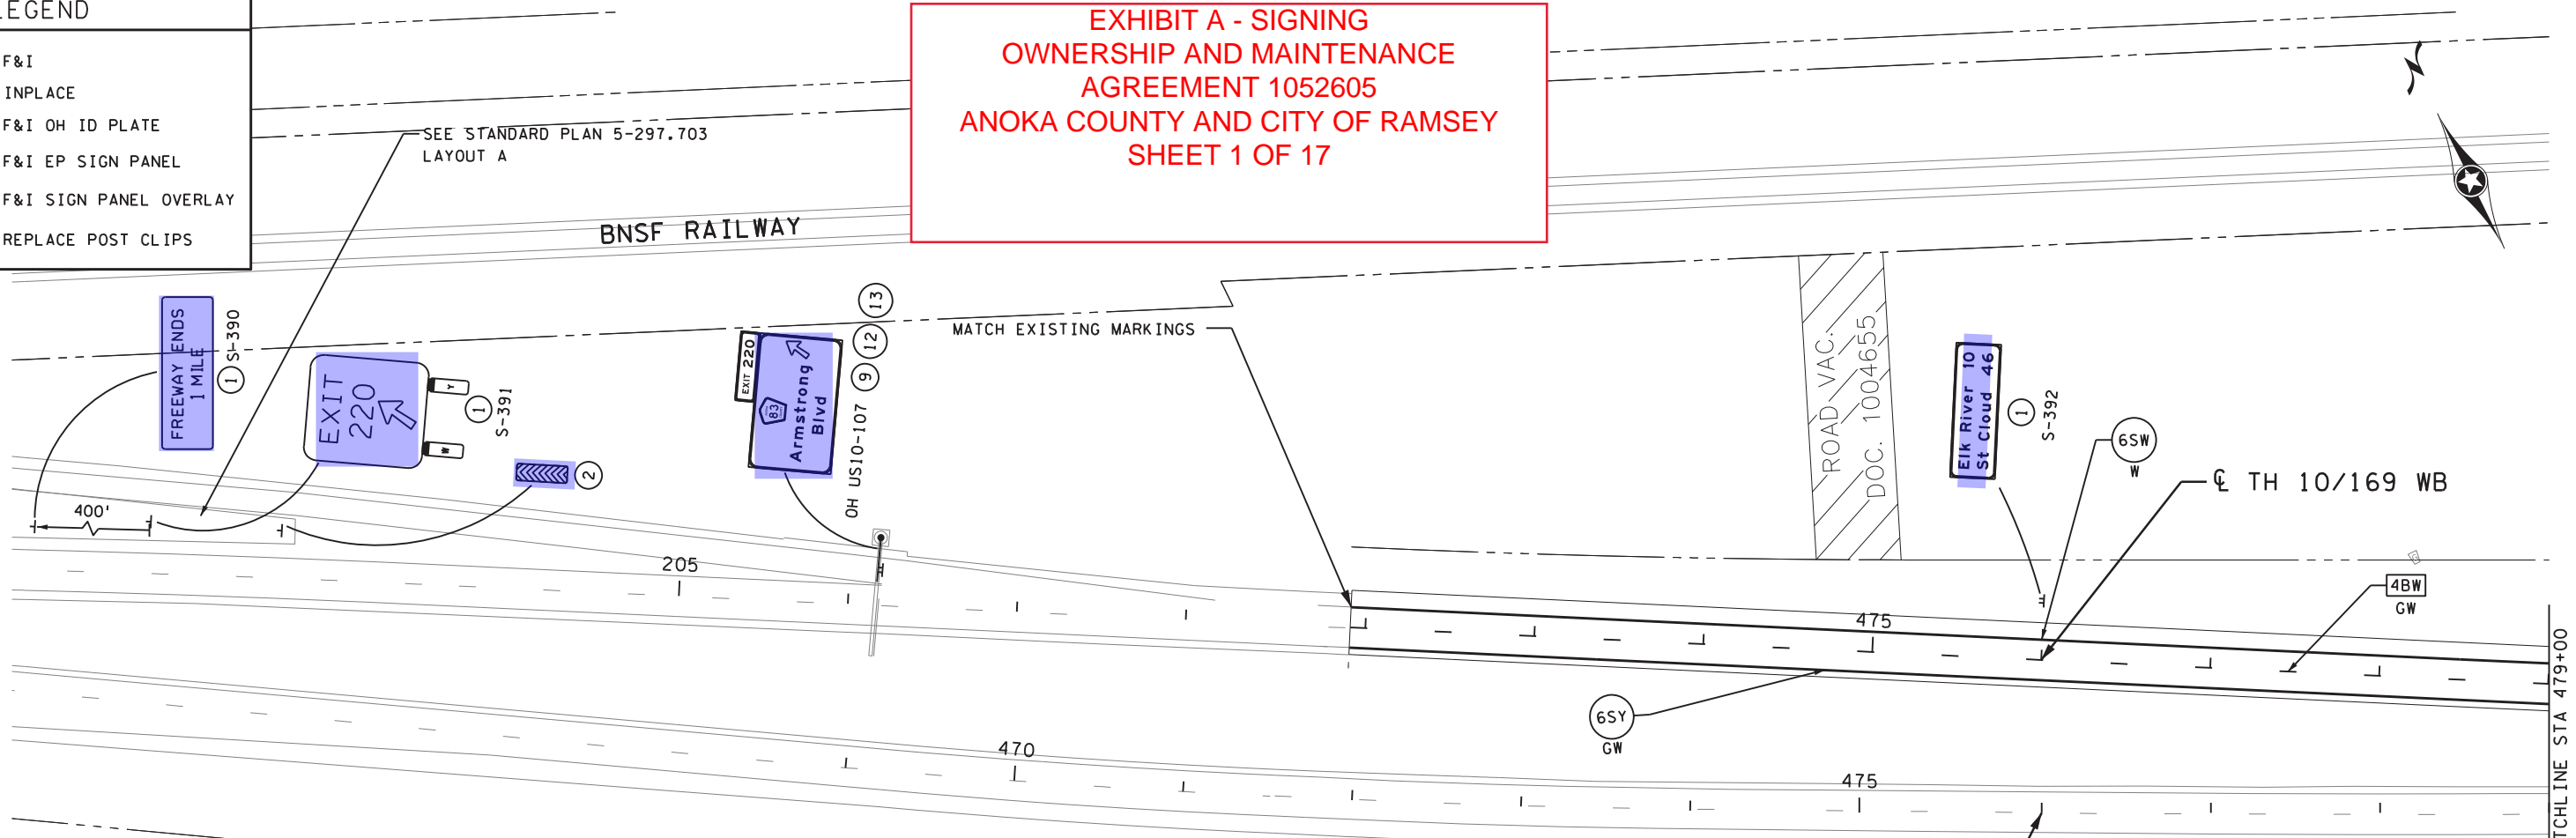 LEGEND
F&I
INPLACE
F&I OH ID PLATE
F&I EP SIGN PANEL
F&I SIGN PANEL OVERLAY
REPLACE POST CLIPS
EXHIBIT A - SIGNING
OWNERSHIP AND MAINTENANCE
AGREEMENT 1052605
ANOKA COUNTY AND CITY OF RAMSEY
SHEET 1 OF 17
SEE STANDARD PLAN 5-297.703
LAYOUT A
BNSF RAILWAY
FREEWAY ENDS
1 MILE
1
S-390
EXIT
220
Y
W
1
S-391
2
EXIT 220
83
Armstrong
Blvd
9
12
13
OH US10-107
MATCH EXISTING MARKINGS
ROAD VAC.
DOC. 1004655
Elk River 10
St Cloud 46
1
S-392
6SW
W
℄ TH 10/169 WB
4BW
GW
400'
205
475
6SY
GW
470
475
TCHLINE STA 479+00